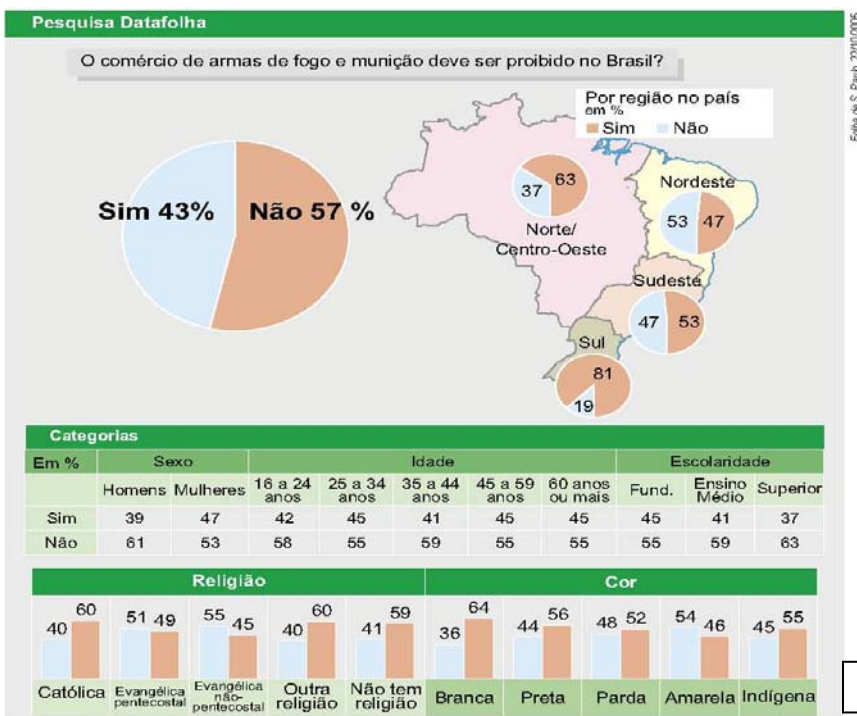 Pesquisa Datafolha
O comércio de armas de fogo e munição deve ser proibido no Brasil?
Sim 43%
Não 57 %
Por região no país
em %
Sim
Não
37
63
Norte/
Centro-Oeste
Nordeste
53
47
Sudeste
47
53
Sul
81
19
Categorias
Em % Sexo Idade Escolaridade
Homens Mulheres 16 a 24 anos 25 a 34 anos 35 a 44 anos 45 a 59 anos 60 anos ou mais Fund. Ensino Médio Superior
Sim 39 47 42 45 41 45 45 45 41 37
Não 61 53 58 55 59 55 55 55 59 63
Religião
40 60 51 49 55 45 40 60 41 59
Católica Evangélica pentecostal Evangélica não-pentecostal Outra religião Não tem religião
Cor
36 64 44 56 48 52 54 46 45 55
Branca Preta Parda Amarela Indígena
Folha de S. Paulo